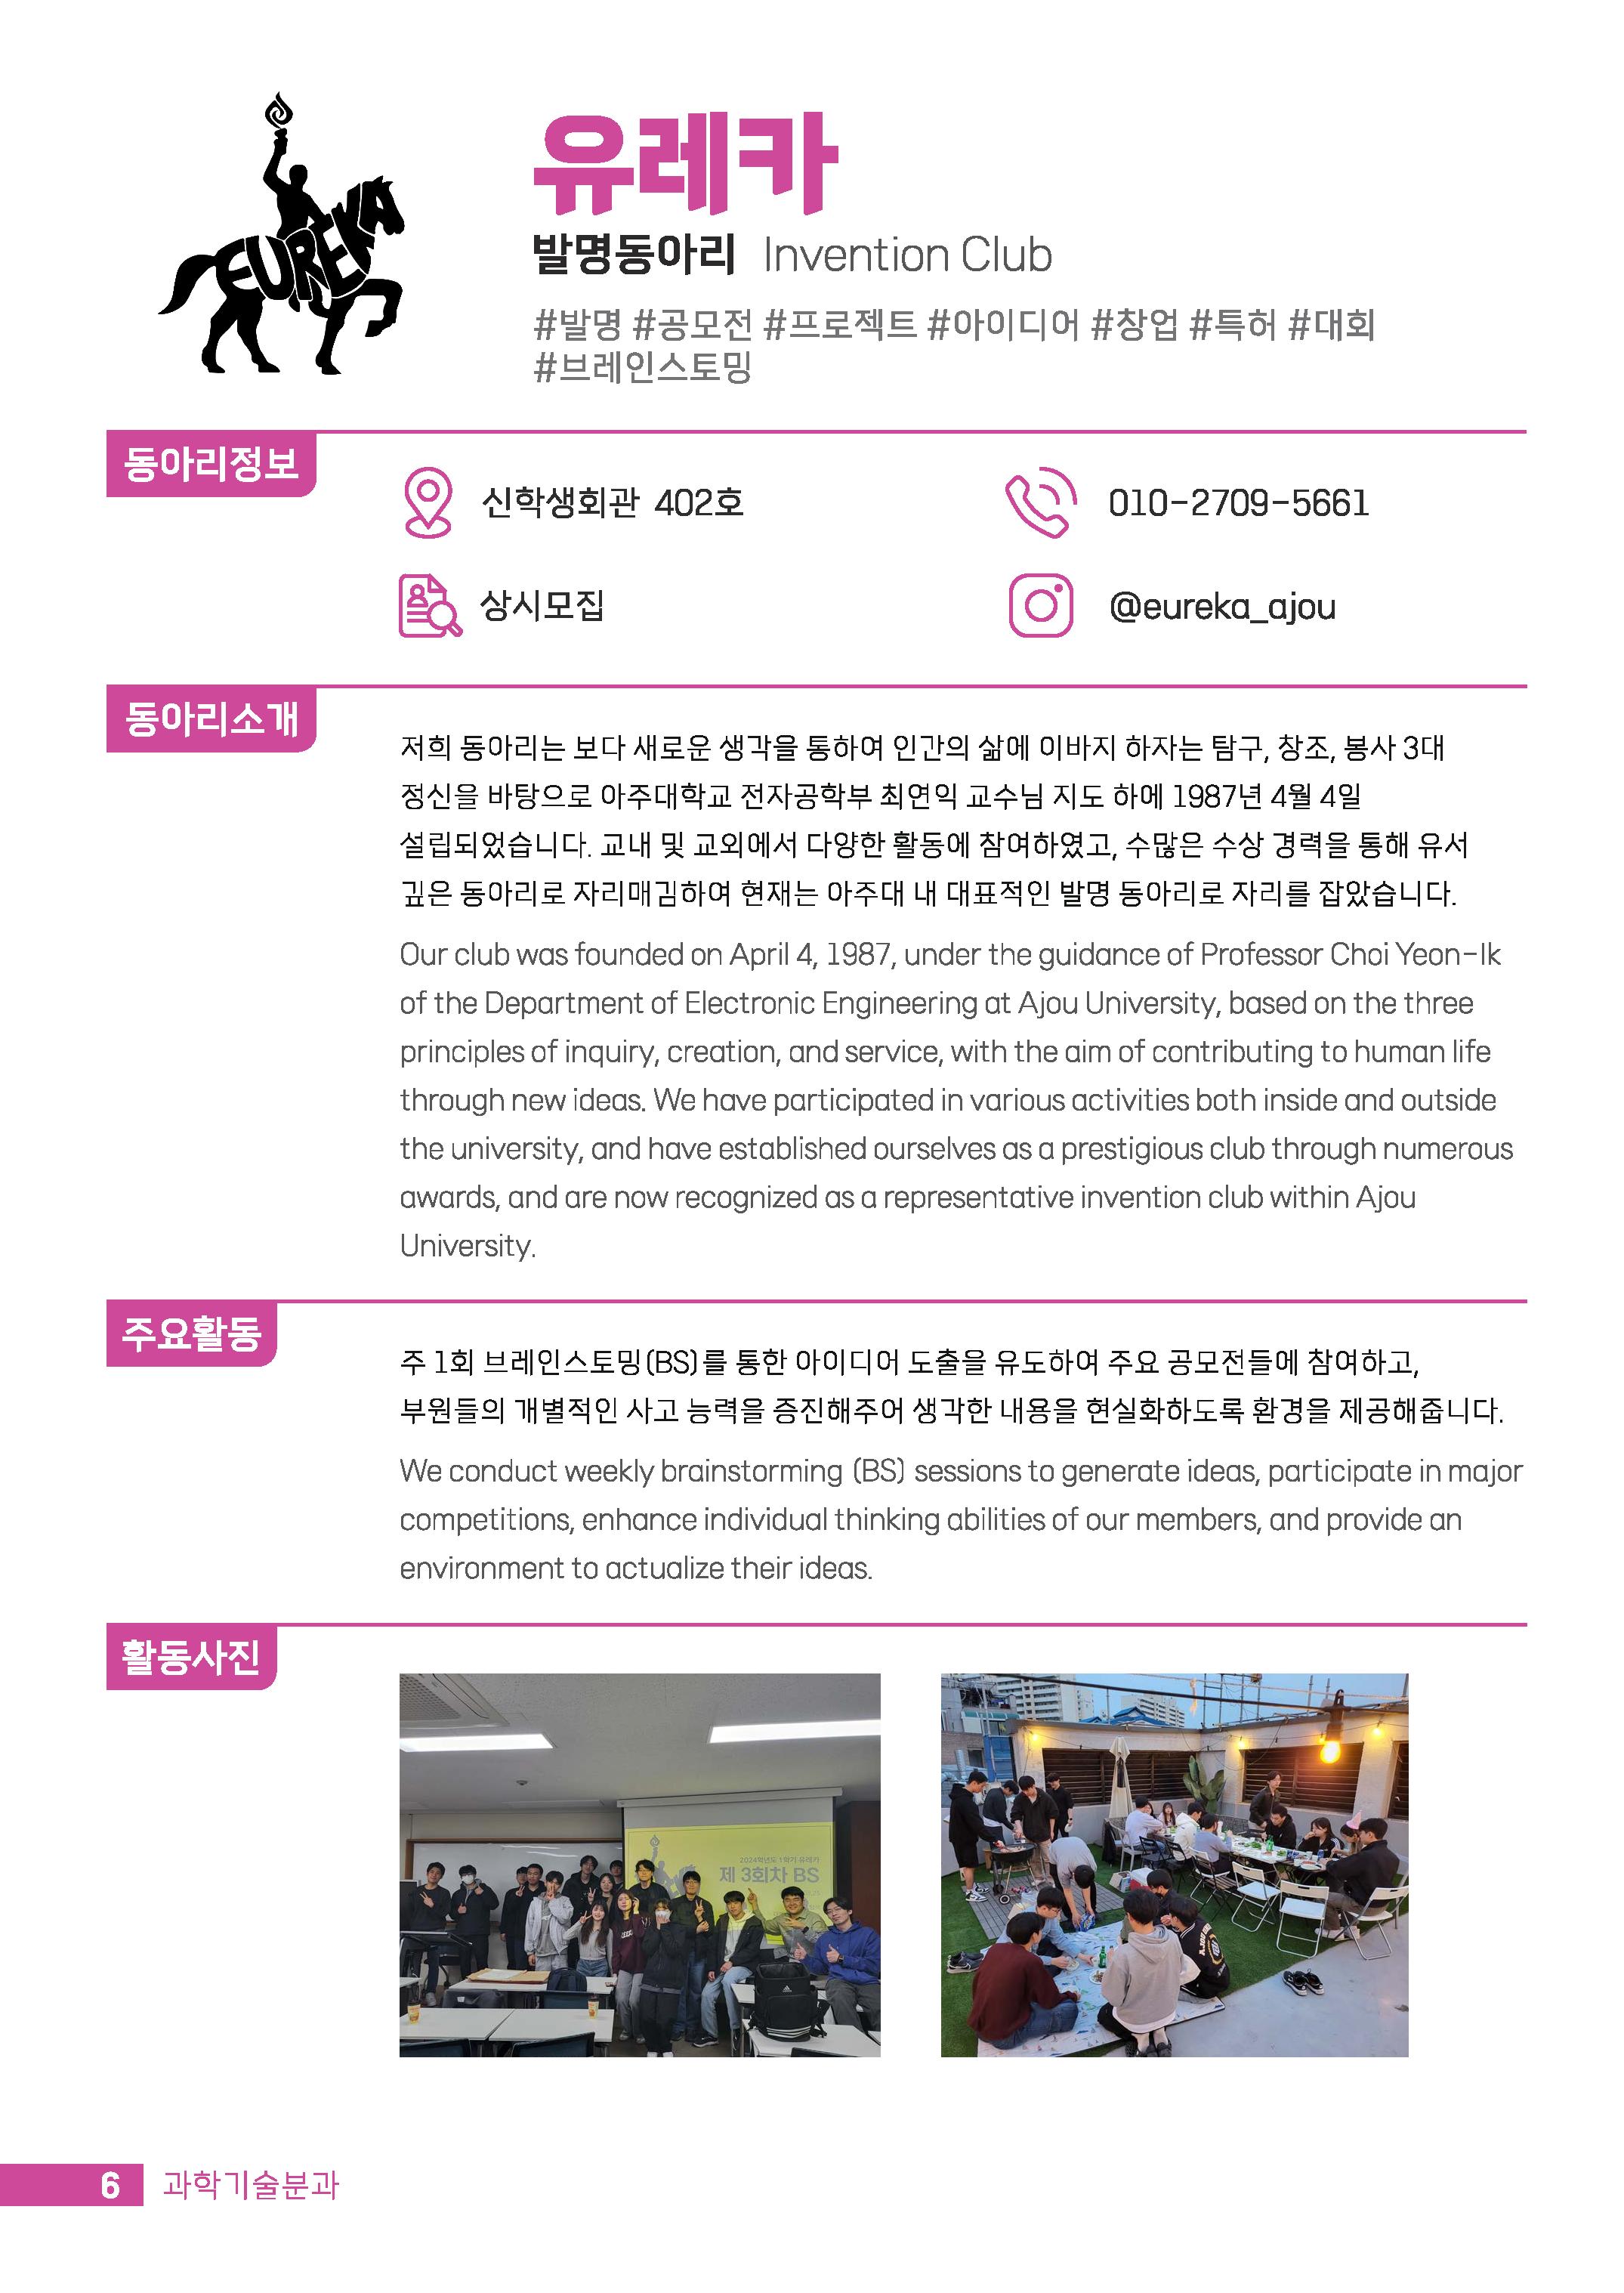 EUREKA
유레카
발명동아리 Invention Club
#발명 #공모전 #프로젝트 #아이디어 #창업 #특허 #대회
#브레인스토밍
동아리정보
신학생회관 402호
010-2709-5661
상시모집
@eureka_ajou
동아리소개
저희 동아리는 보다 새로운 생각을 통하여 인간의 삶에 이바지 하자는 탐구, 창조, 봉사 3대
정신을 바탕으로 아주대학교 전자공학부 최연익 교수님 지도 하에 1987년 4월 4일
설립되었습니다. 교내 및 교외에서 다양한 활동에 참여하였고, 수많은 수상 경력을 통해 유서
깊은 동아리로 자리매김하여 현재는 아주대 내 대표적인 발명 동아리로 자리를 잡았습니다.
Our club was founded on April 4, 1987, under the guidance of Professor Choi Yeon-Ik
of the Department of Electronic Engineering at Ajou University, based on the three
principles of inquiry, creation, and service, with the aim of contributing to human life
through new ideas. We have participated in various activities both inside and outside
the university, and have established ourselves as a prestigious club through numerous
awards, and are now recognized as a representative invention club within Ajou
University.
주요활동
주 1회 브레인스토밍(BS)를 통한 아이디어 도출을 유도하여 주요 공모전들에 참여하고,
부원들의 개별적인 사고 능력을 증진해주어 생각한 내용을 현실화하도록 환경을 제공해줍니다.
We conduct weekly brainstorming (BS) sessions to generate ideas, participate in major
competitions, enhance individual thinking abilities of our members, and provide an
environment to actualize their ideas.
활동사진
2024학년도 1학기 유레카
제 3회차 BS
adidas
6 과학기술분과